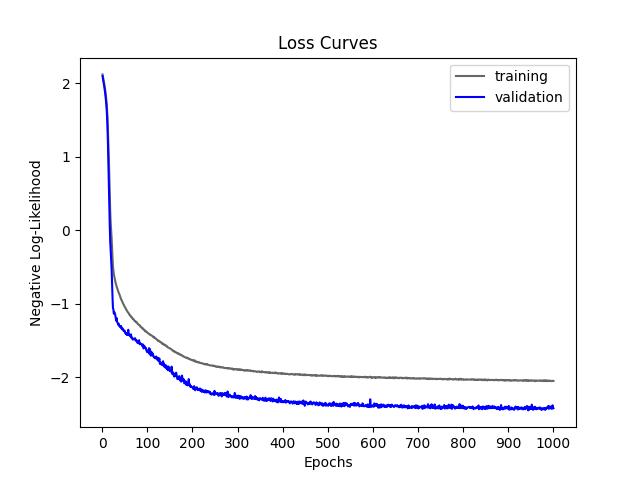 Loss Curves
training
validation
Negative Log-Likelihood
2
1
0
−1
−2
0 100 200 300 400 500 600 700 800 900 1000
Epochs